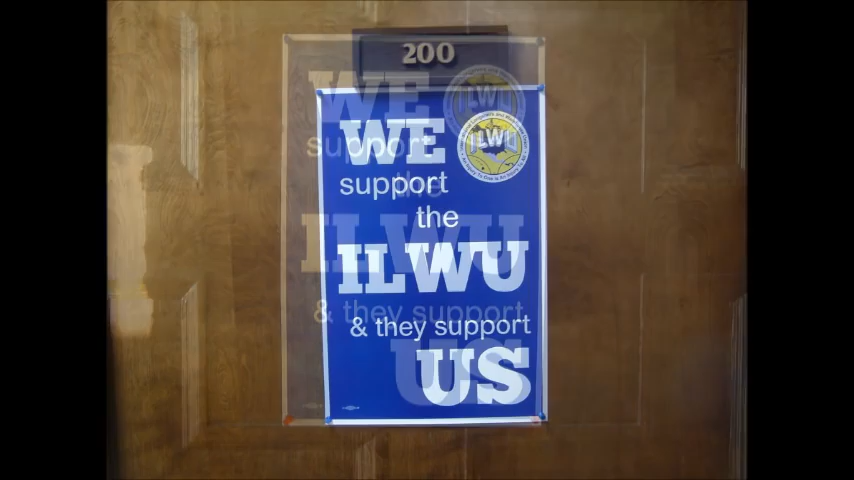 200
WE
support
the
ILWU
& they support
US
ILWU